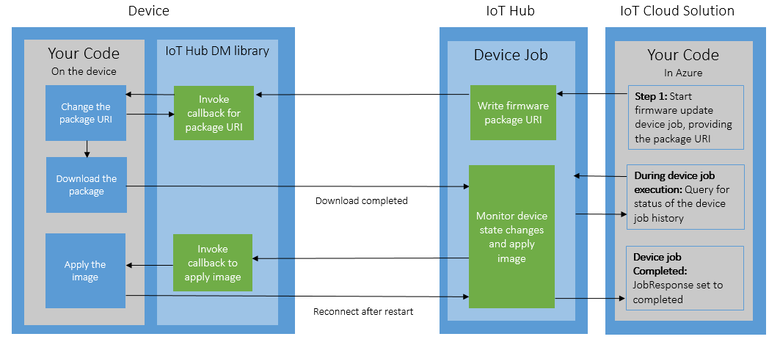 Device
IoT Hub
IoT Cloud Solution
Your Code
On the device
IoT Hub DM library
Device Job
Your Code
In Azure
Change the
package URI
Invoke
callback for
package URI
Write firmware
package URI
Step 1: Start
firmware update
device job, providing
the package URI
Download the
package
Download completed
Monitor device
state changes
and apply
image
During device job
execution: Query for
status of the device
job history
Apply the
image
Invoke
callback to
apply image
Reconnect after restart
Device job
Completed:
JobResponse set to
completed